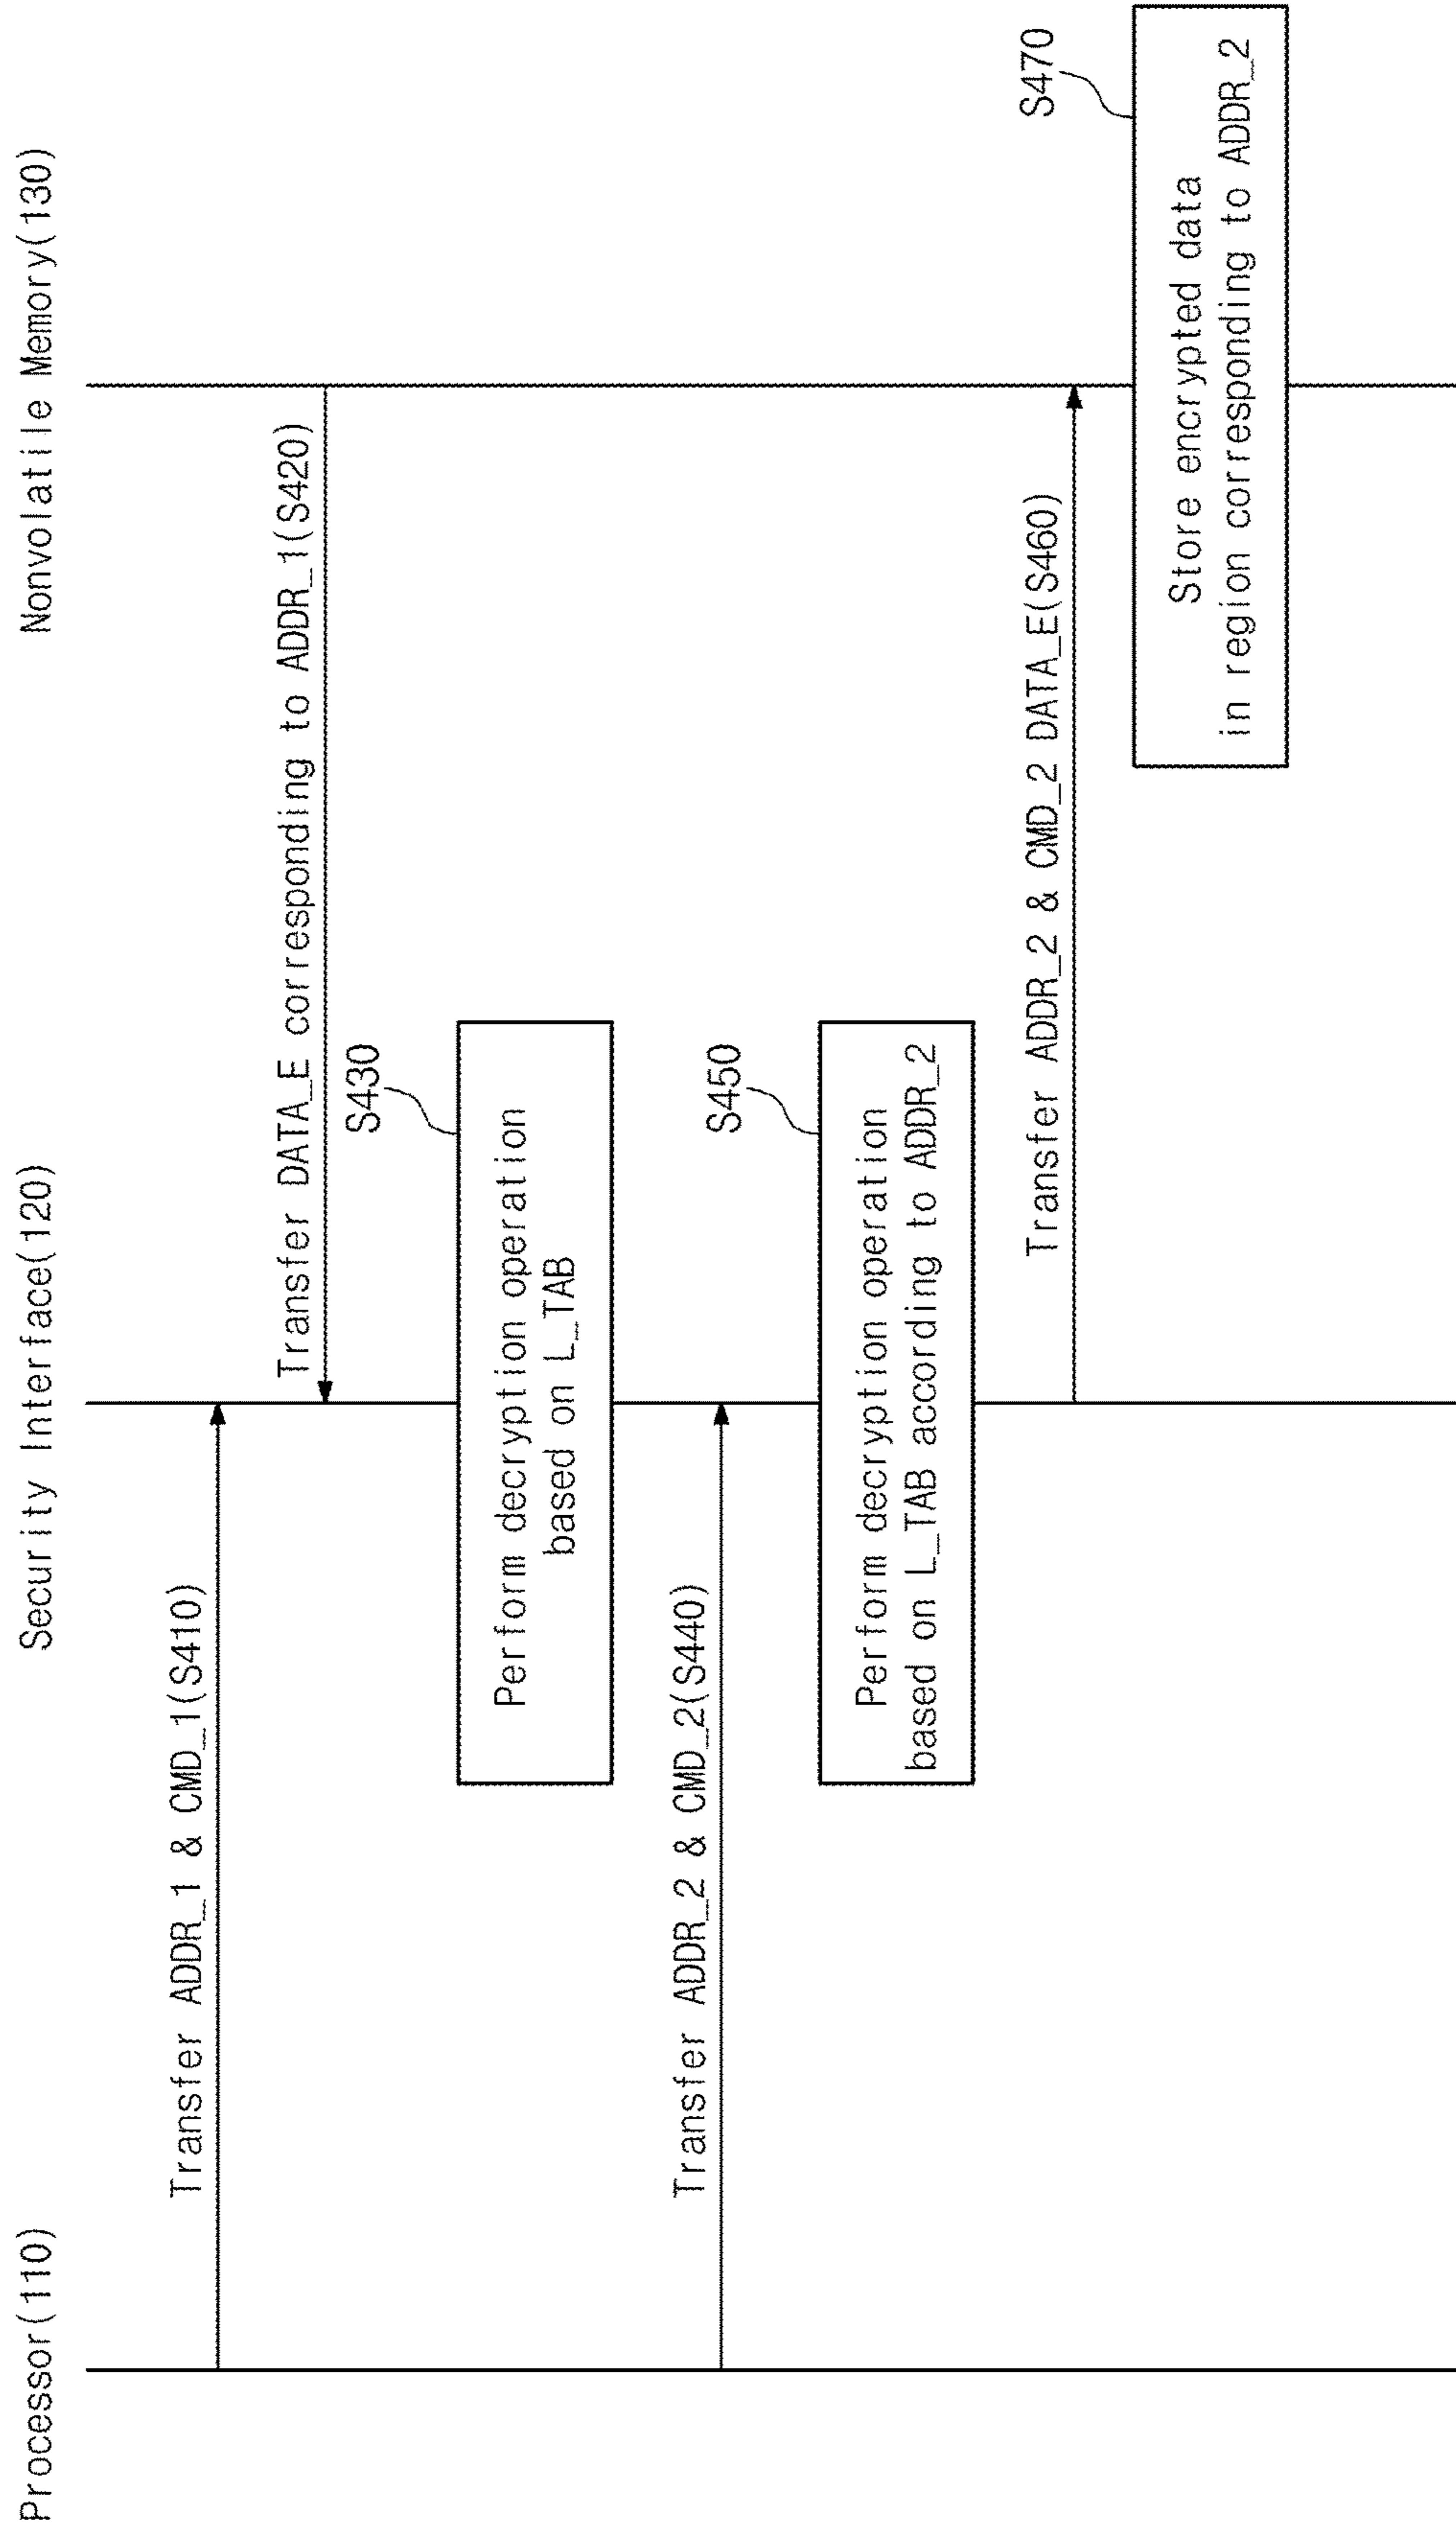 Processor(110)
Security Interface(120)
Nonvolatile Memory(130)
Transfer ADDR_1 & CMD_1(S410)
Transfer DATA_E corresponding to ADDR_1(S420)
S430
Perform decryption operation
based on L_TAB
Transfer ADDR_2 & CMD_2(S440)
S450
Perform decryption operation
based on L_TAB according to ADDR_2
Transfer ADDR_2 & CMD_2 DATA_E(S460)
S470
Store encrypted data
in region corresponding to ADDR_2